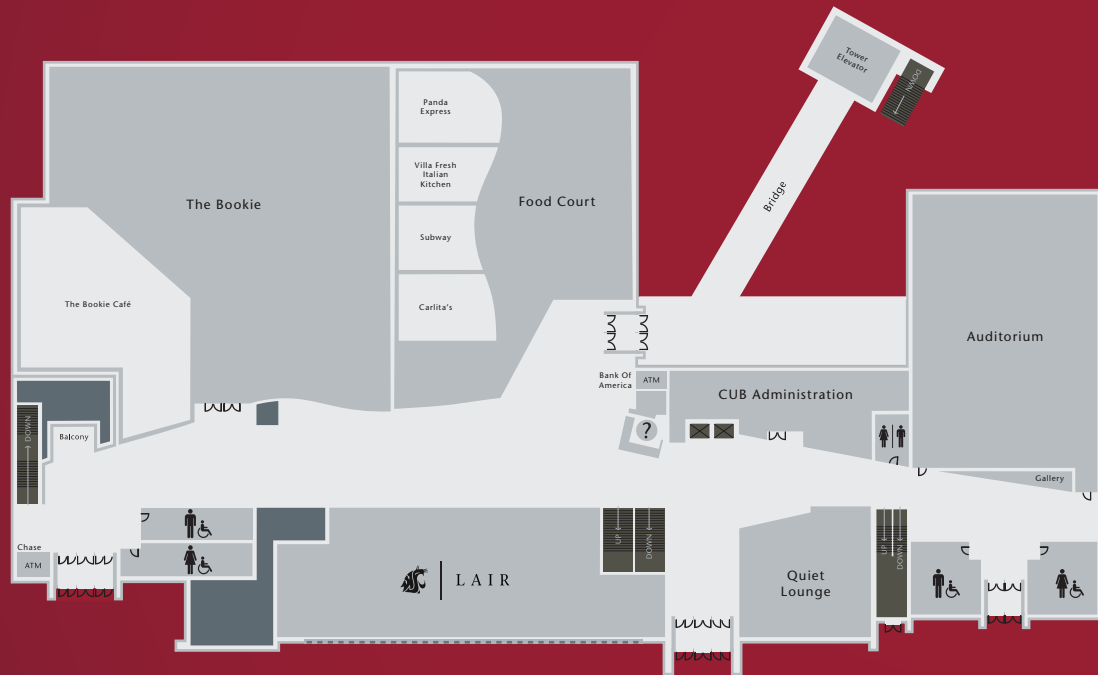 Tower
Elevator
DOWN
Panda
Express
Villa Fresh
Italian
Kitchen
The Bookie
Food Court
Bridge
Subway
The Bookie Café
Carlita's
Auditorium
Bank Of
America
ATM
CUB Administration
?
DOWN
Balcony
Gallery
UP
DOWN
UP
DOWN
Chase
ATM
LAIR
Quiet
Lounge